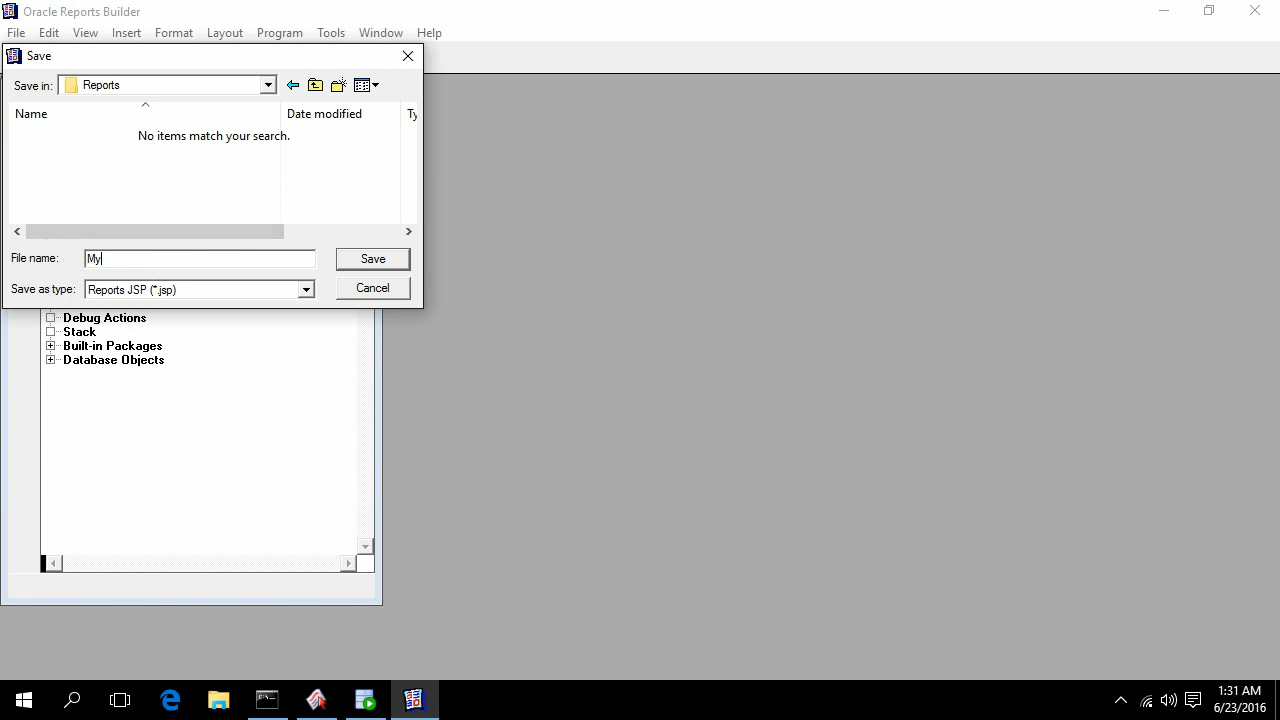 Oracle Reports Builder
File Edit View Insert Format Layout Program Tools Window Help
Save
Save in: Reports
Name Date modified Ty
No items match your search.
File name: My Save
Save as type: Reports JSP (*.jsp) Cancel
Debug Actions
Stack
Built-in Packages
Database Objects
1:31 AM
6/23/2016